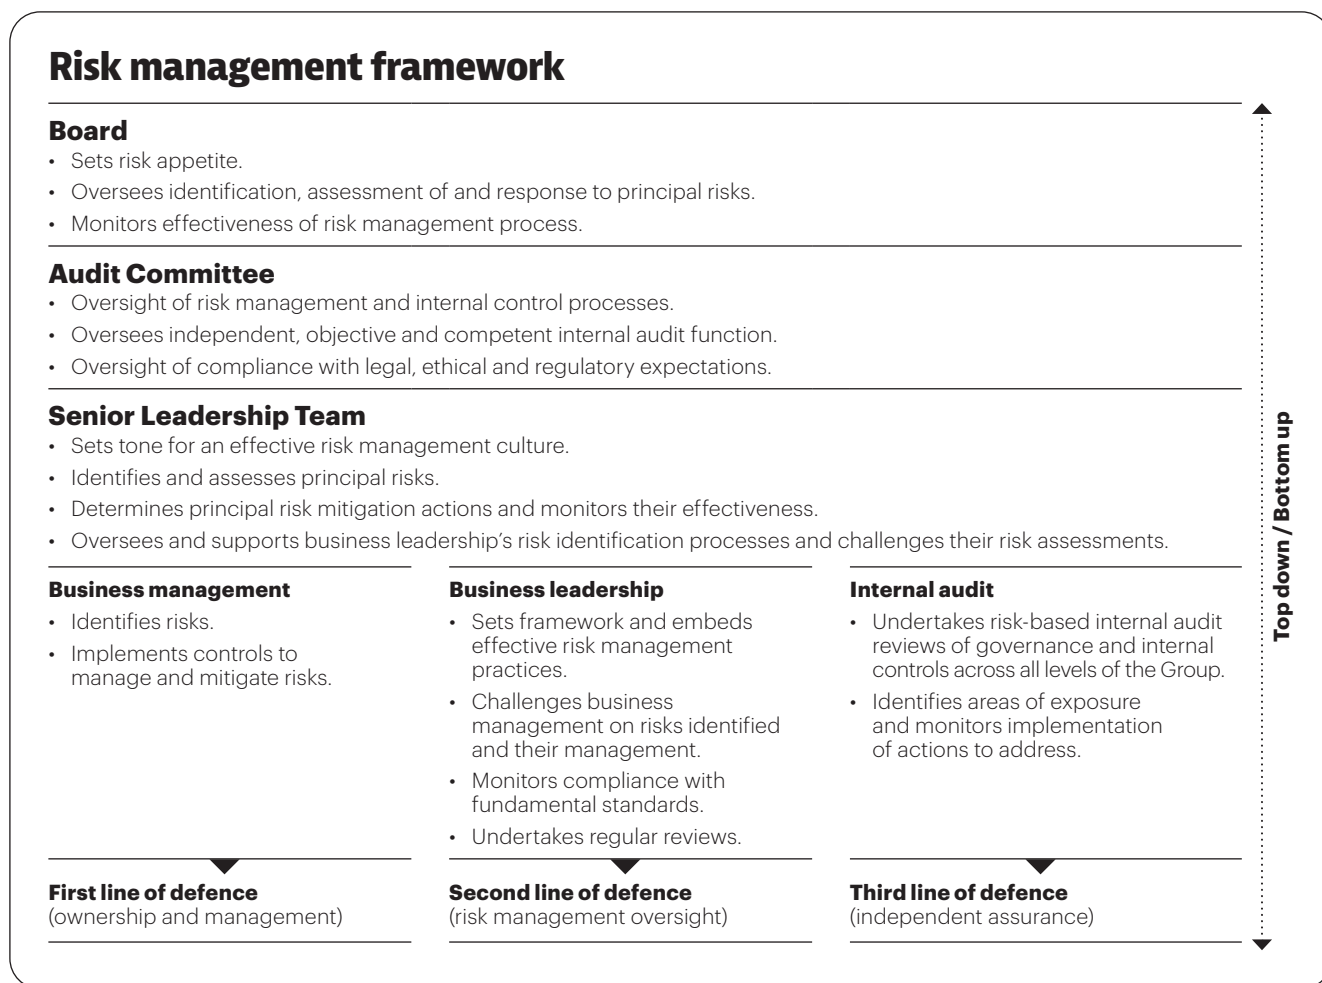 Risk management framework
Board
• Sets risk appetite.
• Oversees identification, assessment of and response to principal risks.
• Monitors effectiveness of risk management process.
Audit Committee
• Oversight of risk management and internal control processes.
• Oversees independent, objective and competent internal audit function.
• Oversight of compliance with legal, ethical and regulatory expectations.
Senior Leadership Team
• Sets tone for an effective risk management culture.
• Identifies and assesses principal risks.
• Determines principal risk mitigation actions and monitors their effectiveness.
• Oversees and supports business leadership’s risk identification processes and challenges their risk assessments.
Business management
• Identifies risks.
• Implements controls to
manage and mitigate risks.
First line of defence
(ownership and management)
Business leadership
• Sets framework and embeds
effective risk management
practices.
• Challenges business
management on risks identified
and their management.
• Monitors compliance with
fundamental standards.
• Undertakes regular reviews.
Second line of defence
(risk management oversight)
Internal audit
• Undertakes risk-based internal audit
reviews of governance and internal
controls across all levels of the Group.
• Identifies areas of exposure
and monitors implementation
of actions to address.
Third line of defence
(independent assurance)
Top down / Bottom up